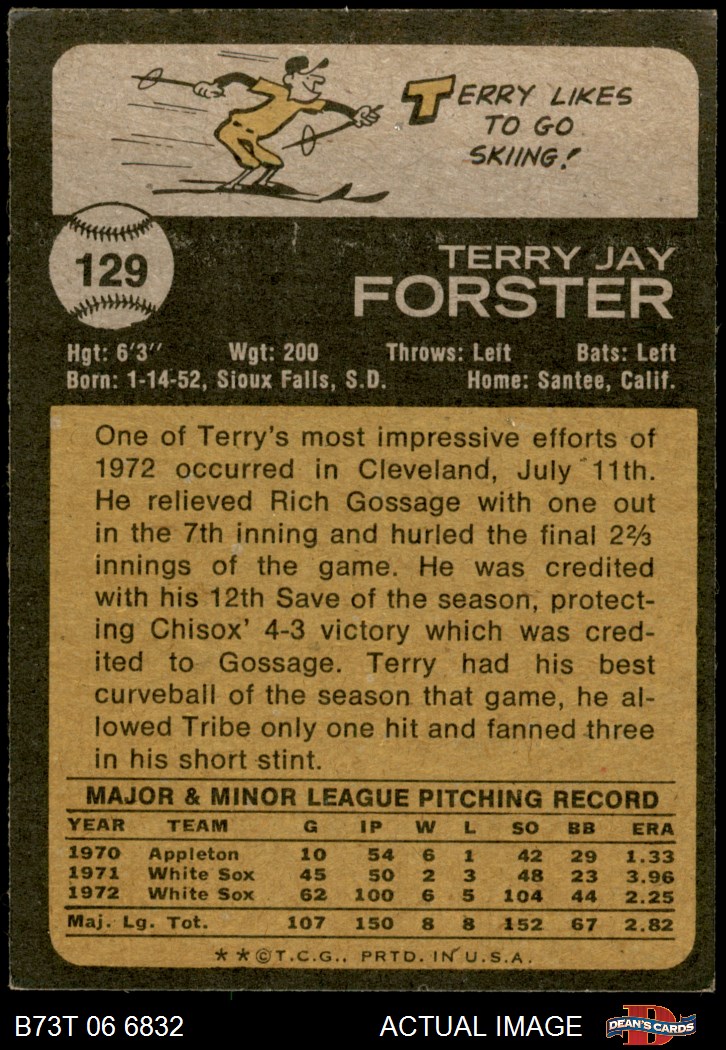 TERRY LIKES
TO GO
SKIING!
129
TERRY JAY
FORSTER
Hgt: 6'3" Wgt: 200 Throws: Left Bats: Left
Born: 1-14-52, Sioux Falls, S.D. Home: Santee, Calif.
One of Terry's most impressive efforts of
1972 occurred in Cleveland, July 11th.
He relieved Rich Gossage with one out
in the 7th inning and hurled the final 2⅔
innings of the game. He was credited
with his 12th Save of the season, protect-
ing Chisox' 4-3 victory which was cred-
ited to Gossage. Terry had his best
curveball of the season that game, he al-
lowed Tribe only one hit and fanned three
in his short stint.
MAJOR & MINOR LEAGUE PITCHING RECORD
YEAR TEAM G IP W L SO BB ERA
1970 Appleton 10 54 6 1 42 29 1.33
1971 White Sox 45 50 2 3 48 23 3.96
1972 White Sox 62 100 6 5 104 44 2.25
Maj. Lg. Tot. 107 150 8 8 152 67 2.82
**©T.C.G., PRTD. IN U.S.A.
B73T 06 6832 ACTUAL IMAGE D DEAN'S CARDS